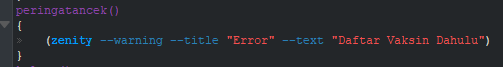 peringatancek()
{
(zenity --warning --title "Error" --text "Daftar Vaksin Dahulu")
}